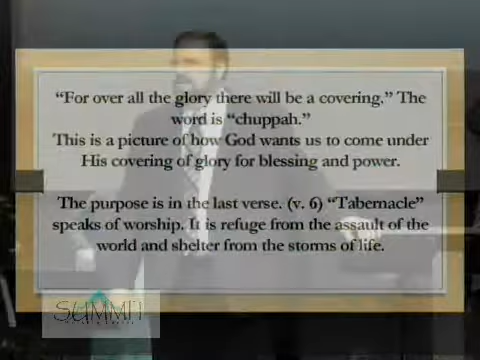 “For over all the glory there will be a covering.” The
word is “chuppah.”
This is a picture of how God wants us to come under
His covering of glory for blessing and power.
The purpose is in the last verse. (v. 6) “Tabernacle”
speaks of worship. It is refuge from the assault of the
world and shelter from the storms of life.
SUMMIT